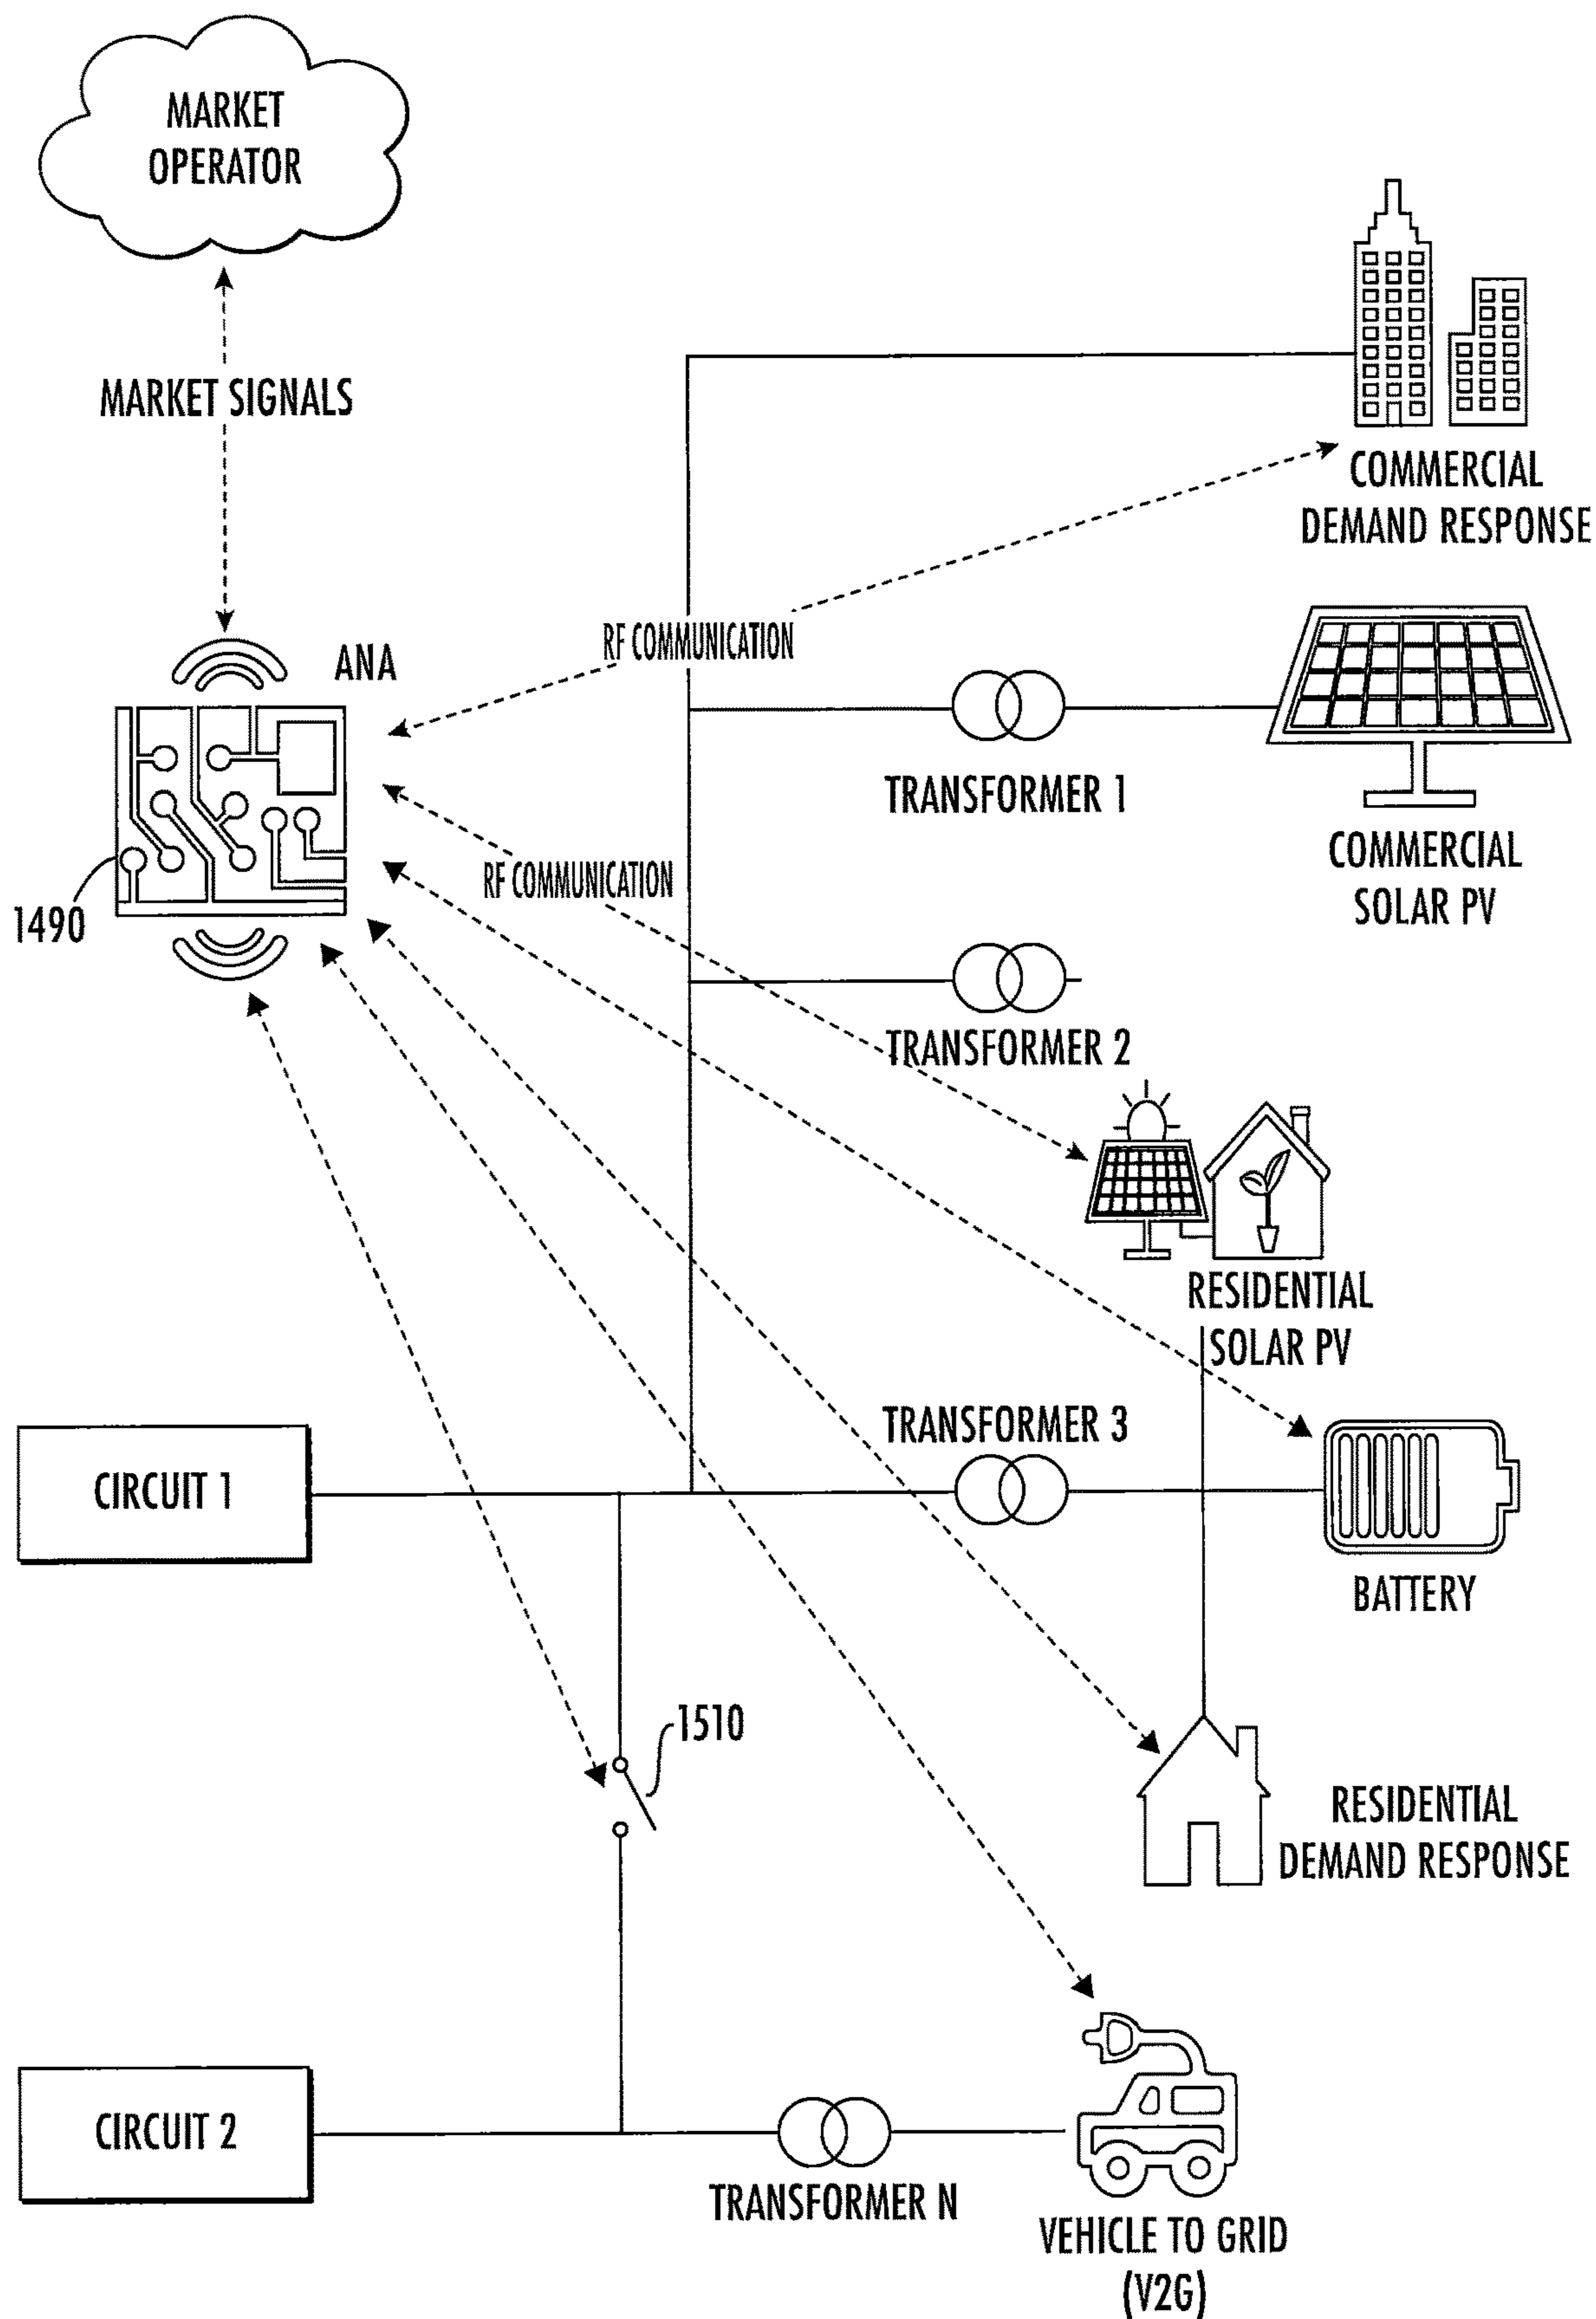 MARKET
OPERATOR
MARKET SIGNALS
COMMERCIAL
DEMAND RESPONSE
RF COMMUNICATION
ANA
TRANSFORMER 1
COMMERCIAL
SOLAR PV
RF COMMUNICATION
1490
TRANSFORMER 2
RESIDENTIAL
SOLAR PV
TRANSFORMER 3
CIRCUIT 1
BATTERY
1510
RESIDENTIAL
DEMAND RESPONSE
CIRCUIT 2
TRANSFORMER N
VEHICLE TO GRID
(V2G)